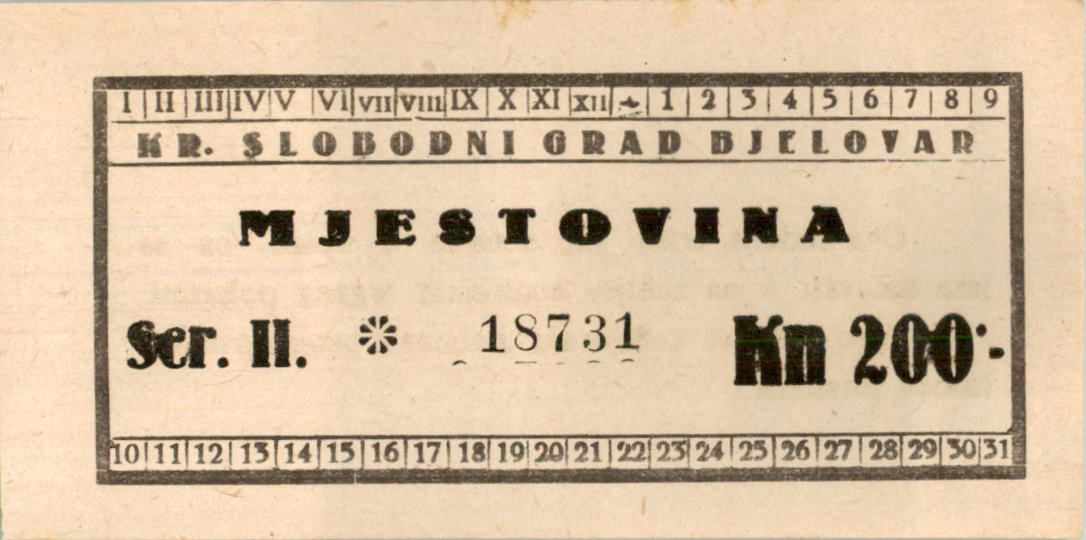 I II III IV V VI VII VIII IX X XI XII 1 2 3 4 5 6 7 8 9
KR. SLOBODNI GRAD BJELOVAR
MJESTOVINA
Ser. II. * 18731 Kn 200·-
10 11 12 13 14 15 16 17 18 19 20 21 22 23 24 25 26 27 28 29 30 31